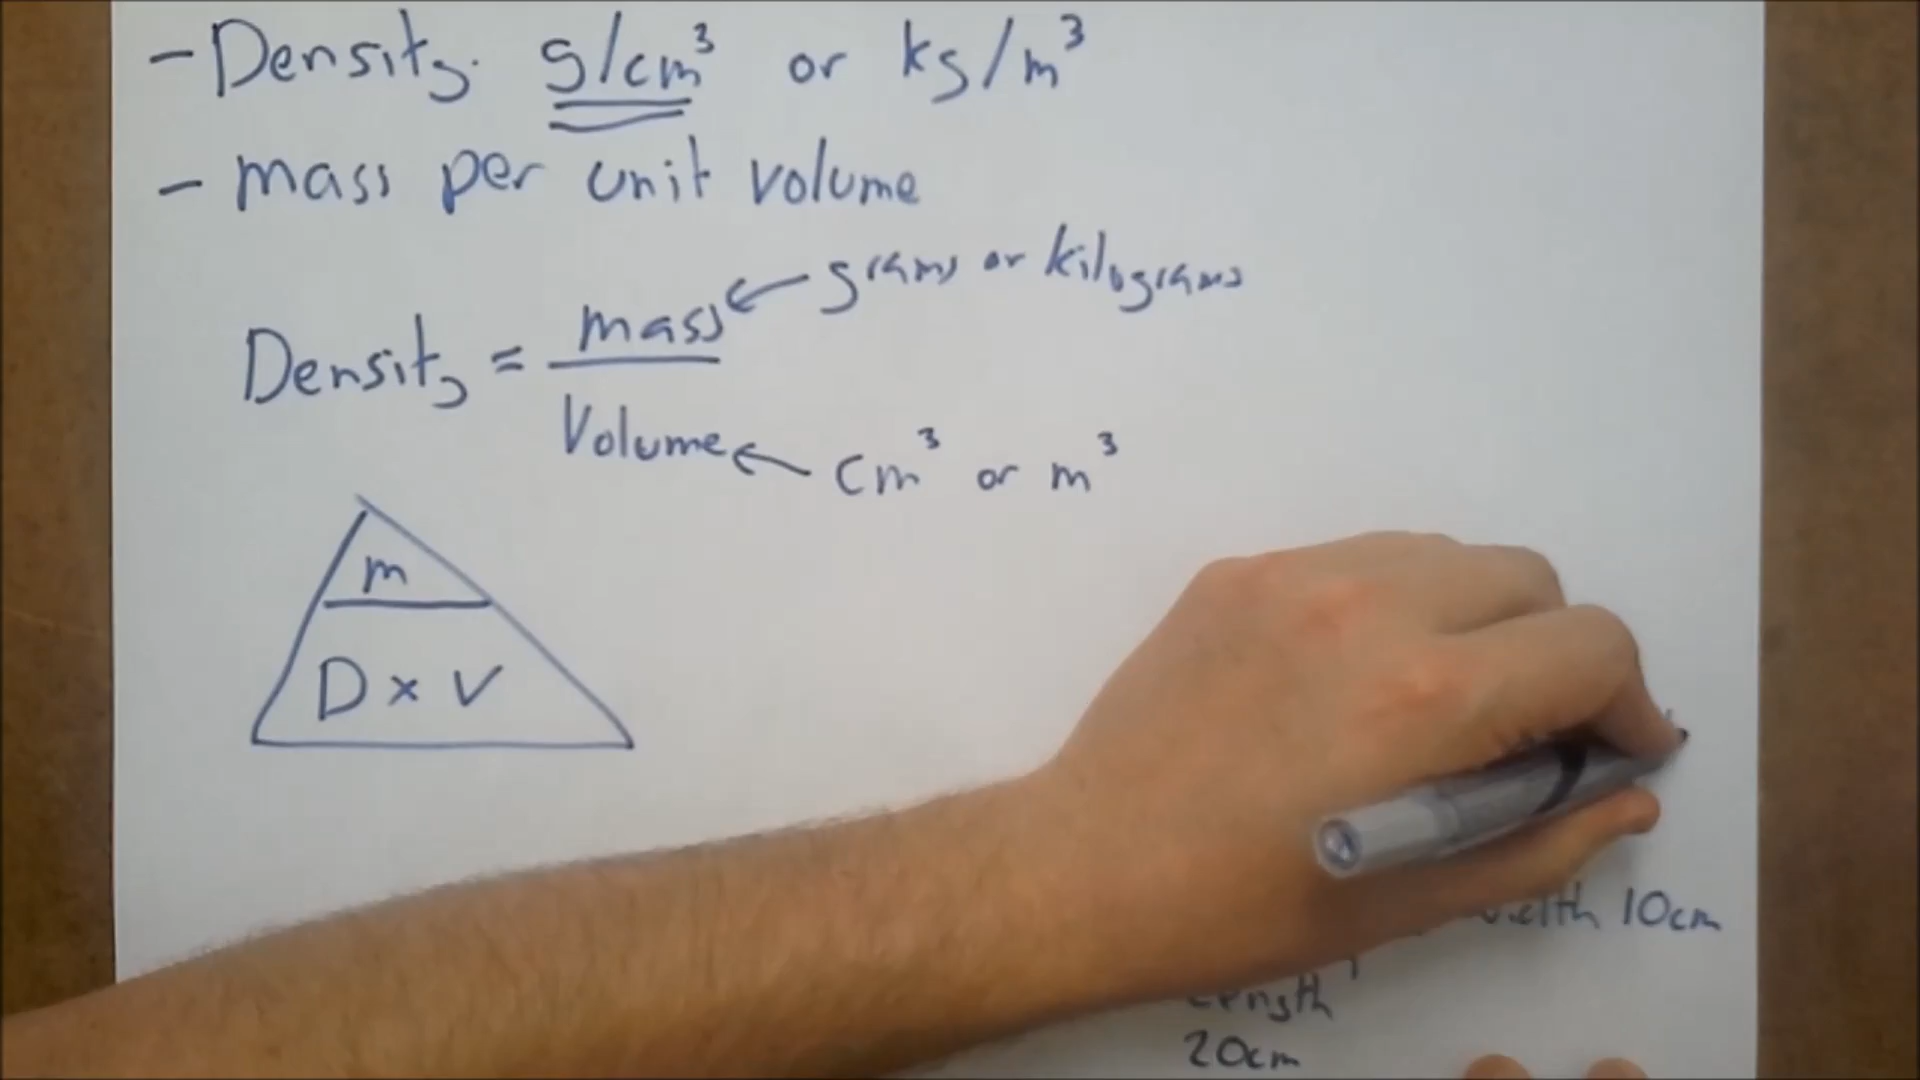 - Density g/cm³ or kg/m³
- mass per unit volume
grams or kilograms
Density = mass
Volume
cm³ or m³
m
D x V
width 10cm
Length
20cm